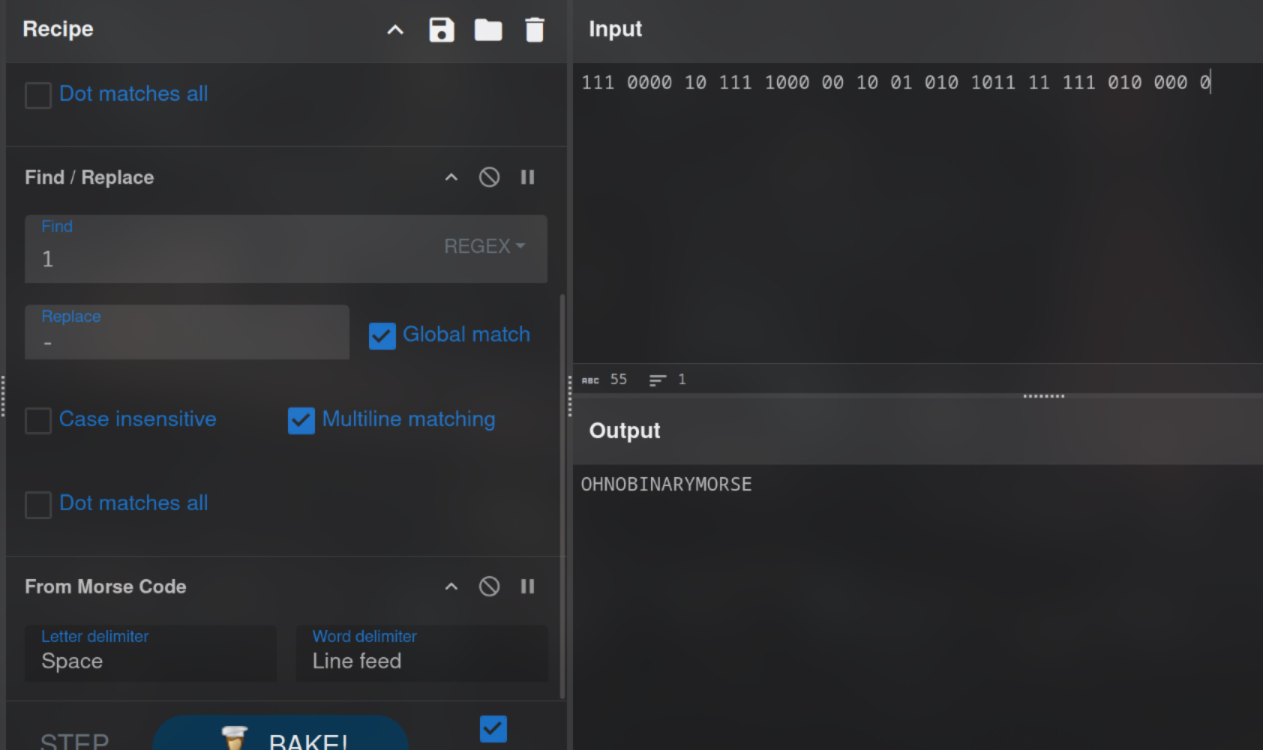 Recipe
Dot matches all
Find / Replace
Find
1
REGEX
Replace
-
Global match
Case insensitive
Multiline matching
Dot matches all
From Morse Code
Letter delimiter
Space
Word delimiter
Line feed
STEP
BAKE!
Input
111 0000 10 111 1000 00 10 01 010 1011 11 111 010 000 0
ABC 55 1
Output
OHNOBINARYMORSE